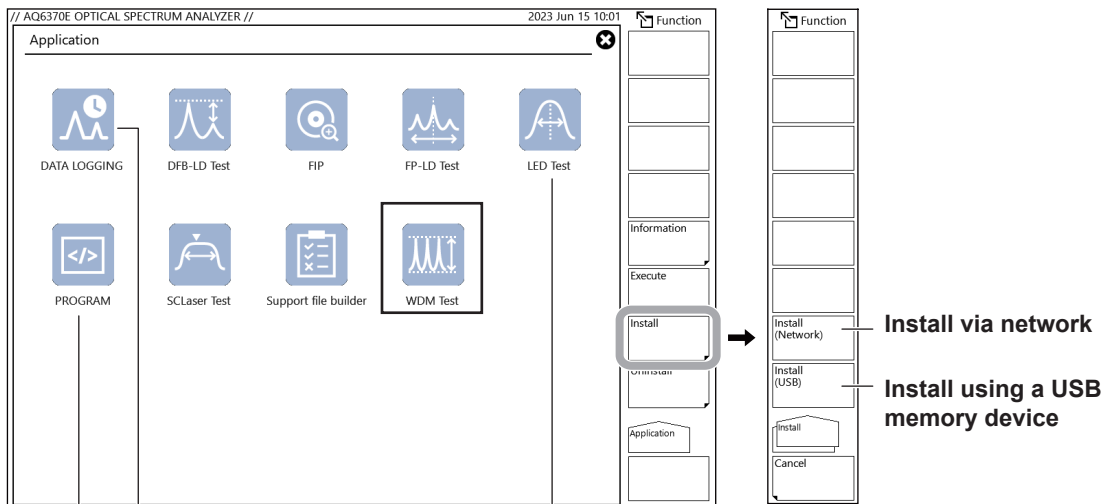 // AQ6370E OPTICAL SPECTRUM ANALYZER // 2023 Jun 15 10:01
Application
DATA LOGGING
DFB-LD Test
FIP
FP-LD Test
LED Test
</>
PROGRAM
SCLaser Test
Support file builder
WDM Test
Function
Information
Execute
Install
Uninstall
Application
Function
Install
(Network)
Install
(USB)
Install
Cancel
Install via network
Install using a USB
memory device